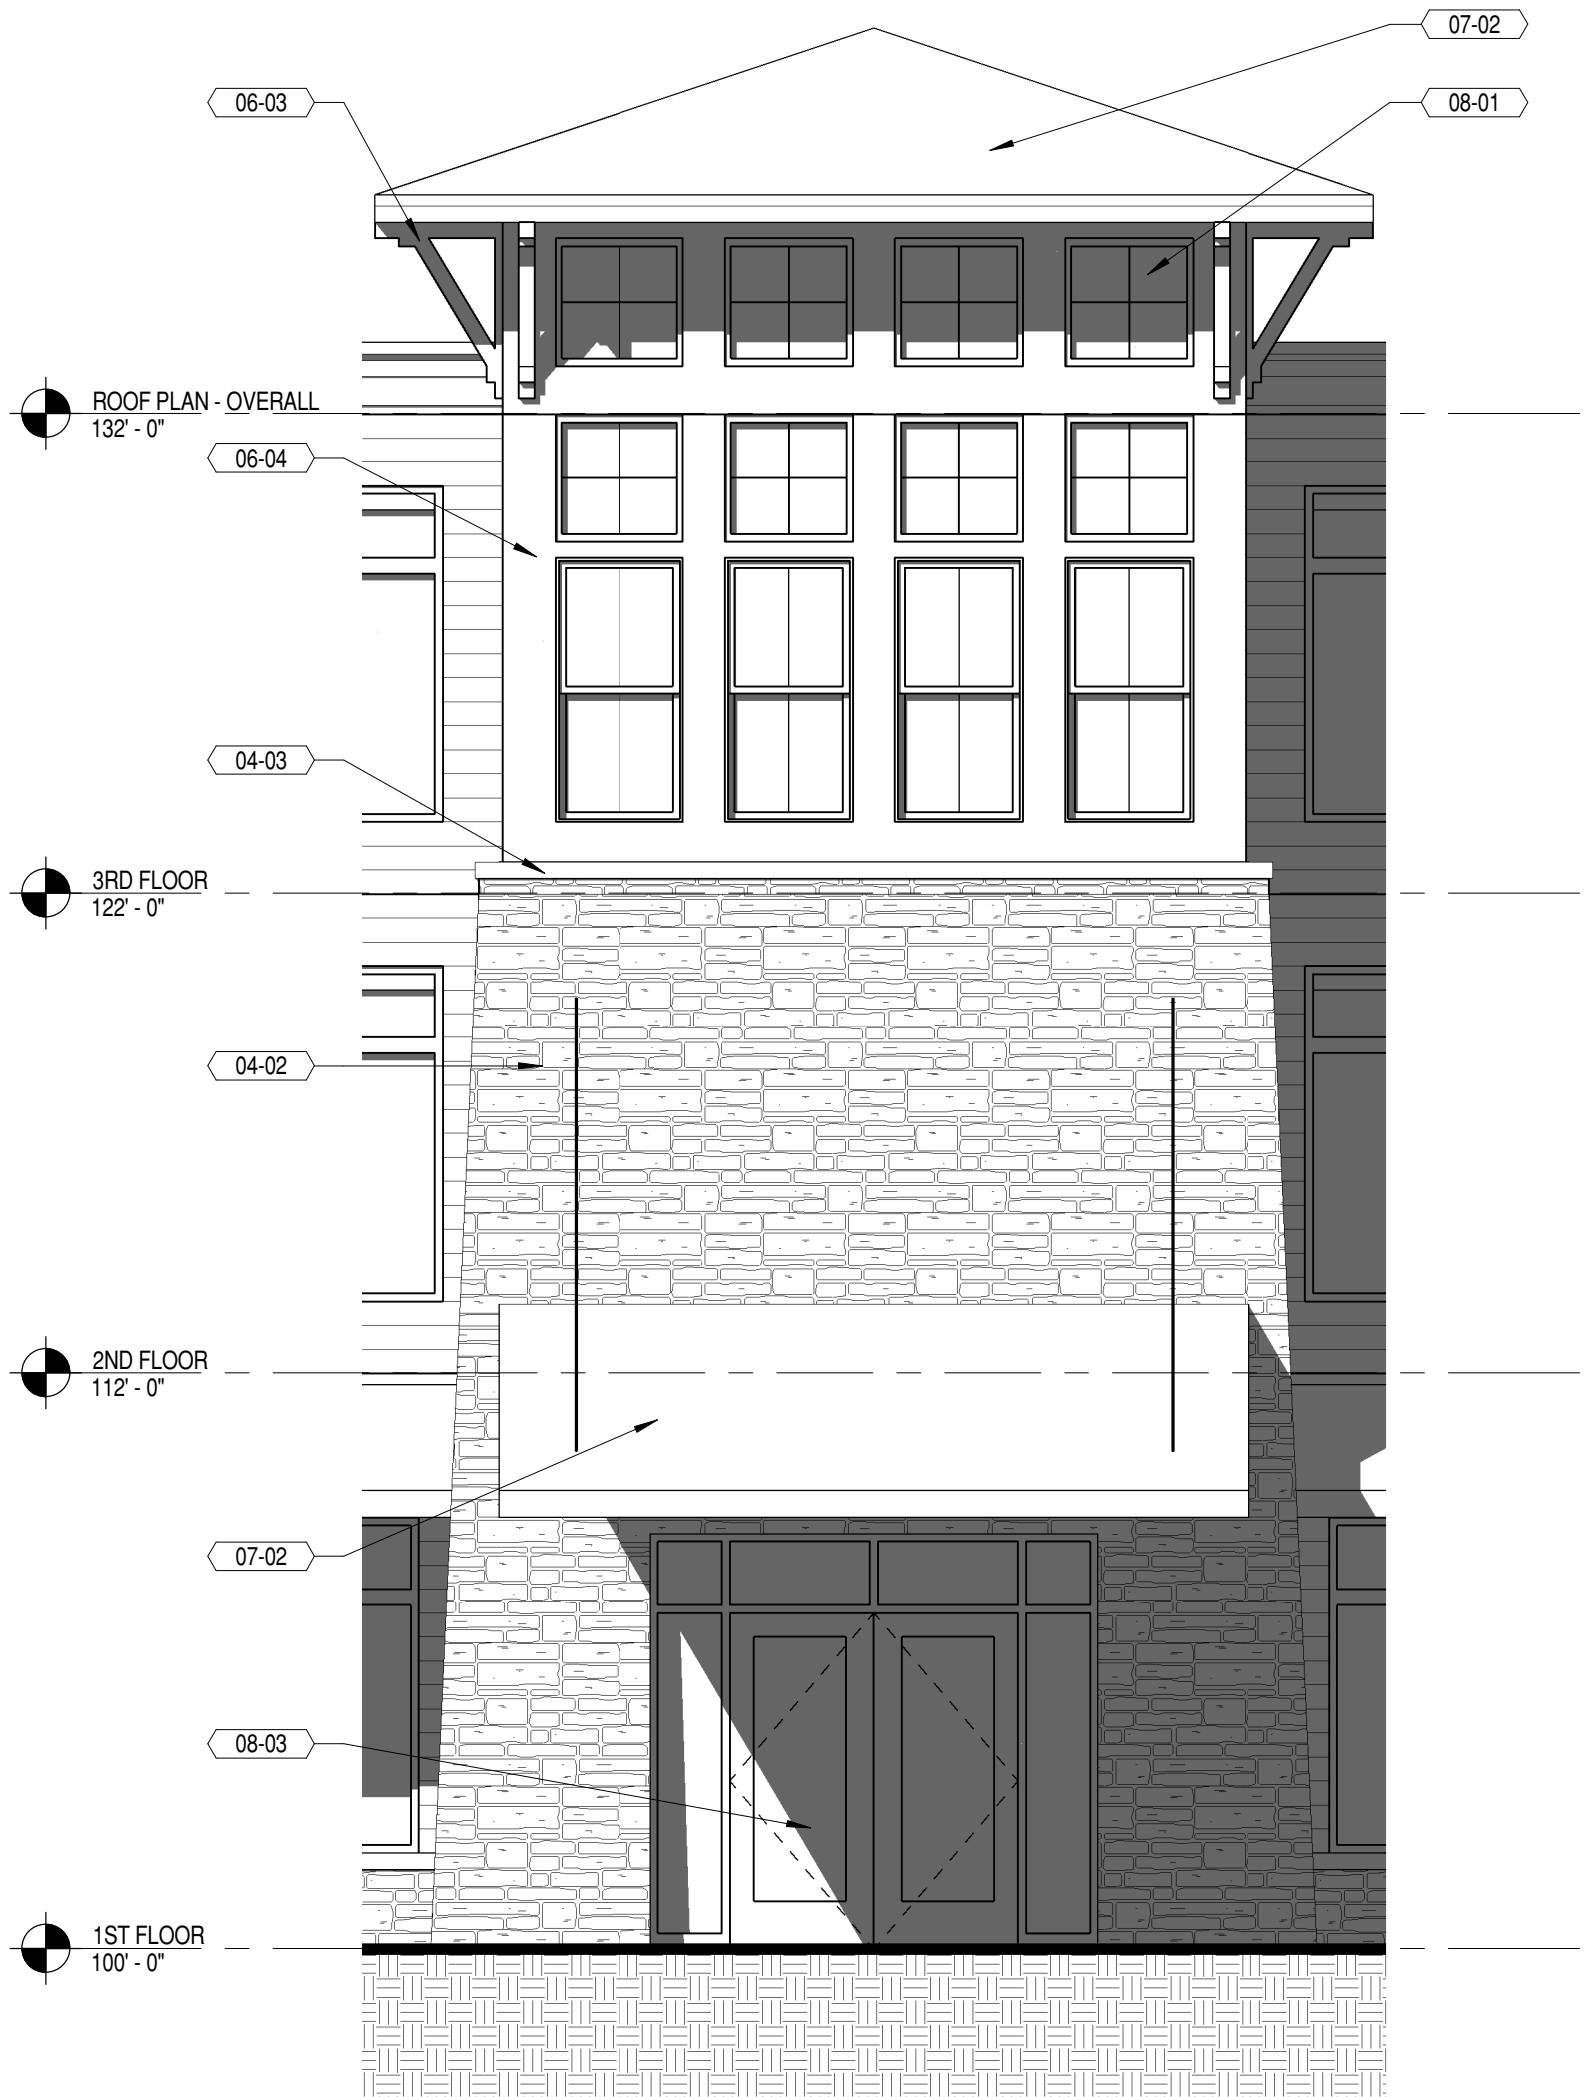 07-02
06-03
08-01
ROOF PLAN - OVERALL
132' - 0"
06-04
04-03
3RD FLOOR
122' - 0"
04-02
2ND FLOOR
112' - 0"
07-02
08-03
1ST FLOOR
100' - 0"